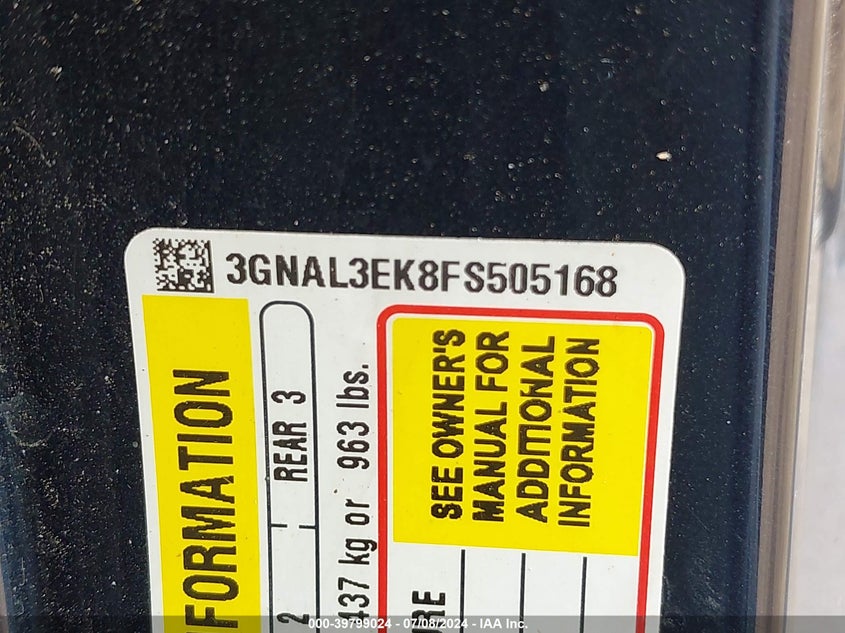 3GNAL3EK8FS505168
FORMATION
2 REAR 3
437 kg or 963 lbs.
SEE OWNER'S
MANUAL FOR
ADDITIONAL
INFORMATION
000-39799024 - 07/08/2024 - IAA Inc.